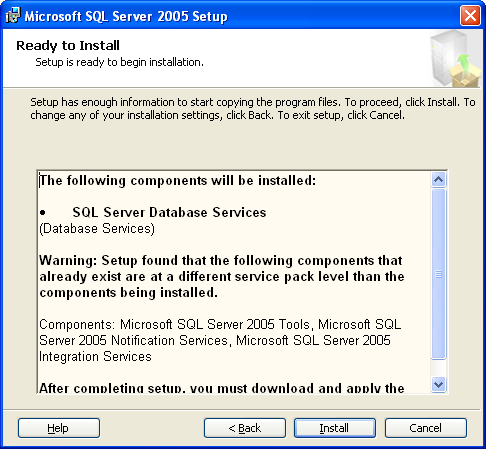 Microsoft SQL Server 2005 Setup
Ready to Install
Setup is ready to begin installation.
Setup has enough information to start copying the program files. To proceed, click Install. To
change any of your installation settings, click Back. To exit setup, click Cancel.
The following components will be installed:
• SQL Server Database Services
(Database Services)
Warning: Setup found that the following components that
already exist are at a different service pack level than the
components being installed.
Components: Microsoft SQL Server 2005 Tools, Microsoft SQL
Server 2005 Notification Services, Microsoft SQL Server 2005
Integration Services
After completing setup, you must download and apply the
Help
< Back
Install
Cancel